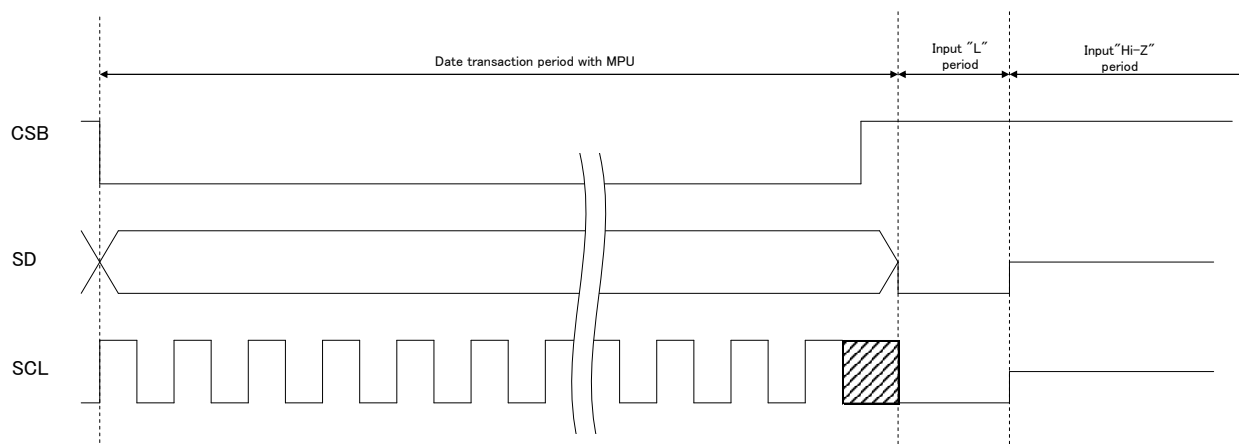 Date transaction period with MPU
Input "L"
period
Input"Hi-Z"
period
CSB
SD
SCL